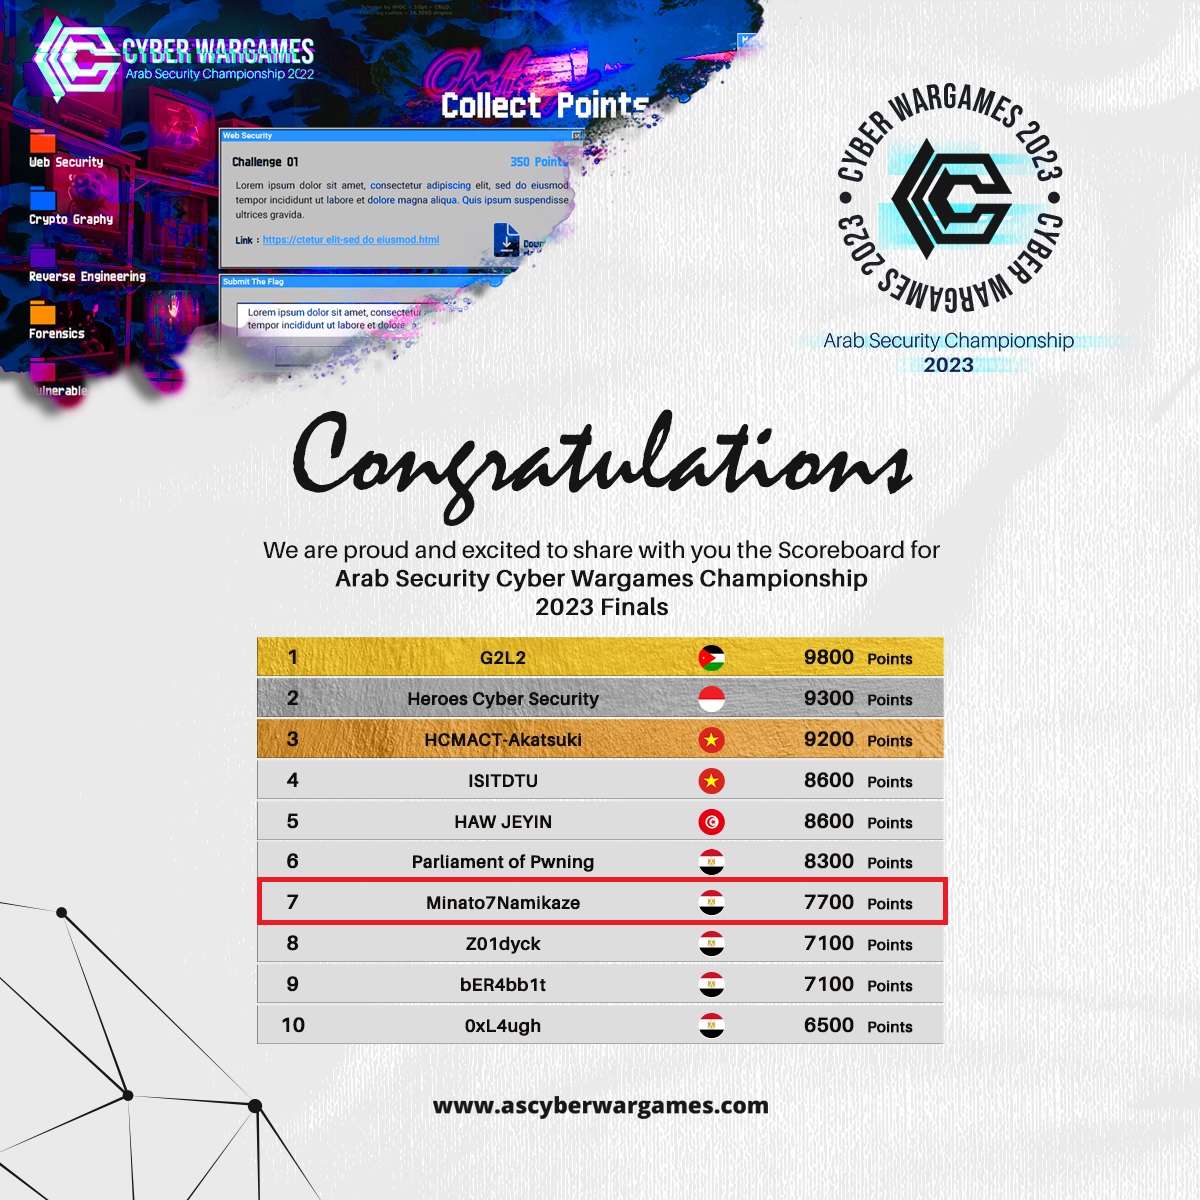 CYBER WARGAMES
Arab Security Championship 2022
Collect Points
Web Security
Crypto Graphy
Reverse Engineering
Forensics
Web Security
Challenge 01 350 Points
Lorem ipsum dolor sit amet, consectetur adipiscing elit, sed do eiusmod
tempor incididunt ut labore et dolore magna aliqua. Quis ipsum suspendisse
ultrices gravida.
Link : https://ctetur elit-sed do eiusmod.html
Submit The Flag
Lorem ipsum dolor sit amet, consectetur
tempor incididunt ut labore et dolore
CYBER WARGAMES 2023 • CYBER WARGAMES 2023 •
Arab Security Championship
2023
Congratulations
We are proud and excited to share with you the Scoreboard for
Arab Security Cyber Wargames Championship
2023 Finals
1 G2L2 9800 Points
2 Heroes Cyber Security 9300 Points
3 HCMACT-Akatsuki 9200 Points
4 ISITDTU 8600 Points
5 HAW JEYIN 8600 Points
6 Parliament of Pwning 8300 Points
7 Minato7Namikaze 7700 Points
8 Z01dyck 7100 Points
9 bER4bb1t 7100 Points
10 0xL4ugh 6500 Points
www.ascyberwargames.com